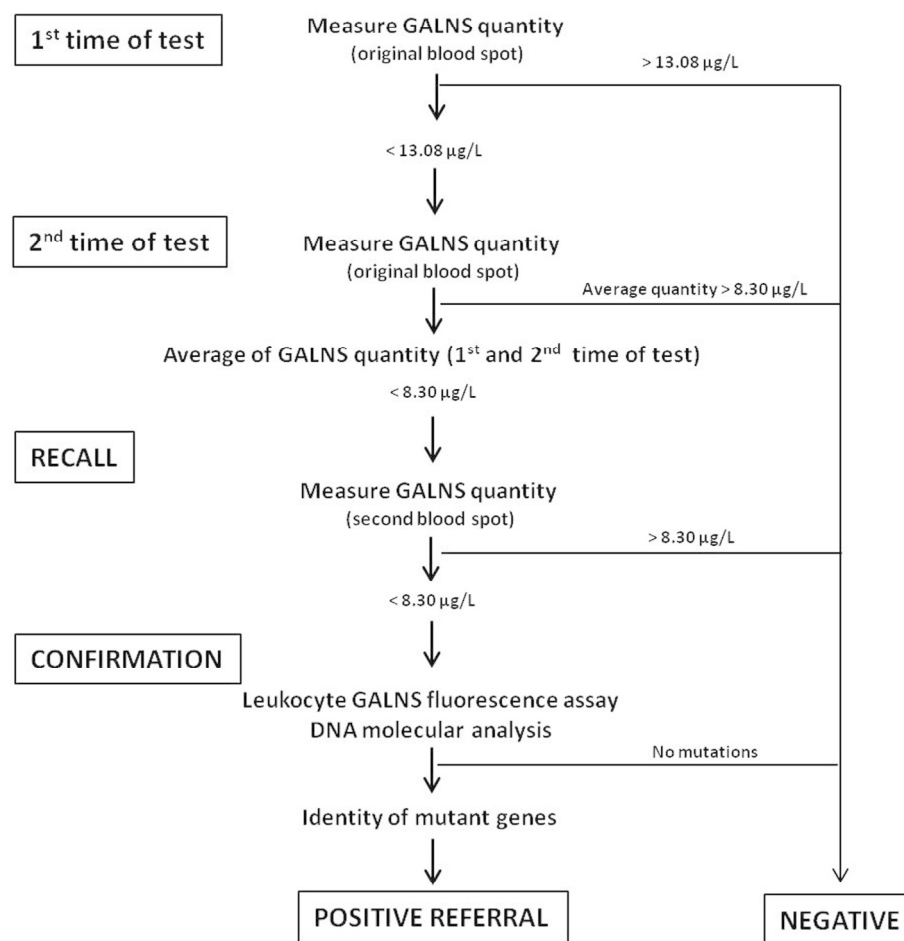 1st time of test
Measure GALNS quantity
(original blood spot)
> 13.08 µg/L
< 13.08 µg/L
2nd time of test
Measure GALNS quantity
(original blood spot)
Average quantity > 8.30 µg/L
Average of GALNS quantity (1st and 2nd time of test)
< 8.30 µg/L
RECALL
Measure GALNS quantity
(second blood spot)
> 8.30 µg/L
< 8.30 µg/L
CONFIRMATION
Leukocyte GALNS fluorescence assay
DNA molecular analysis
No mutations
Identity of mutant genes
POSITIVE REFERRAL
NEGATIVE